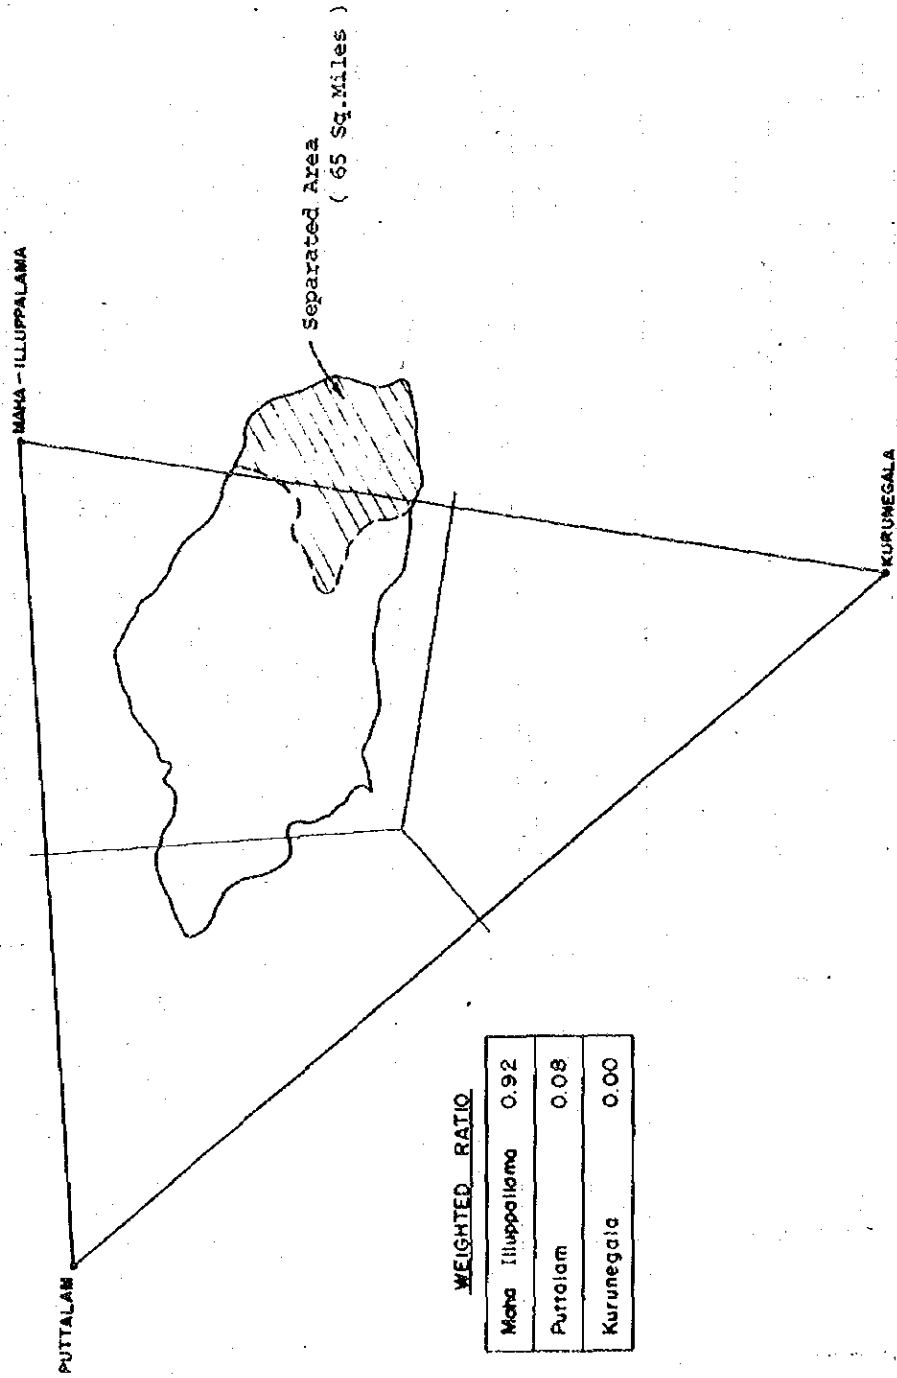 PUTTALAM
MAHA-ILLUPPALAMA
KURUNEGALA
Separated Area
( 65 Sq.Miles )
WEIGHTED RATIO
Maha Illuppallama 0.92
Puttalam 0.08
Kurunegala 0.00